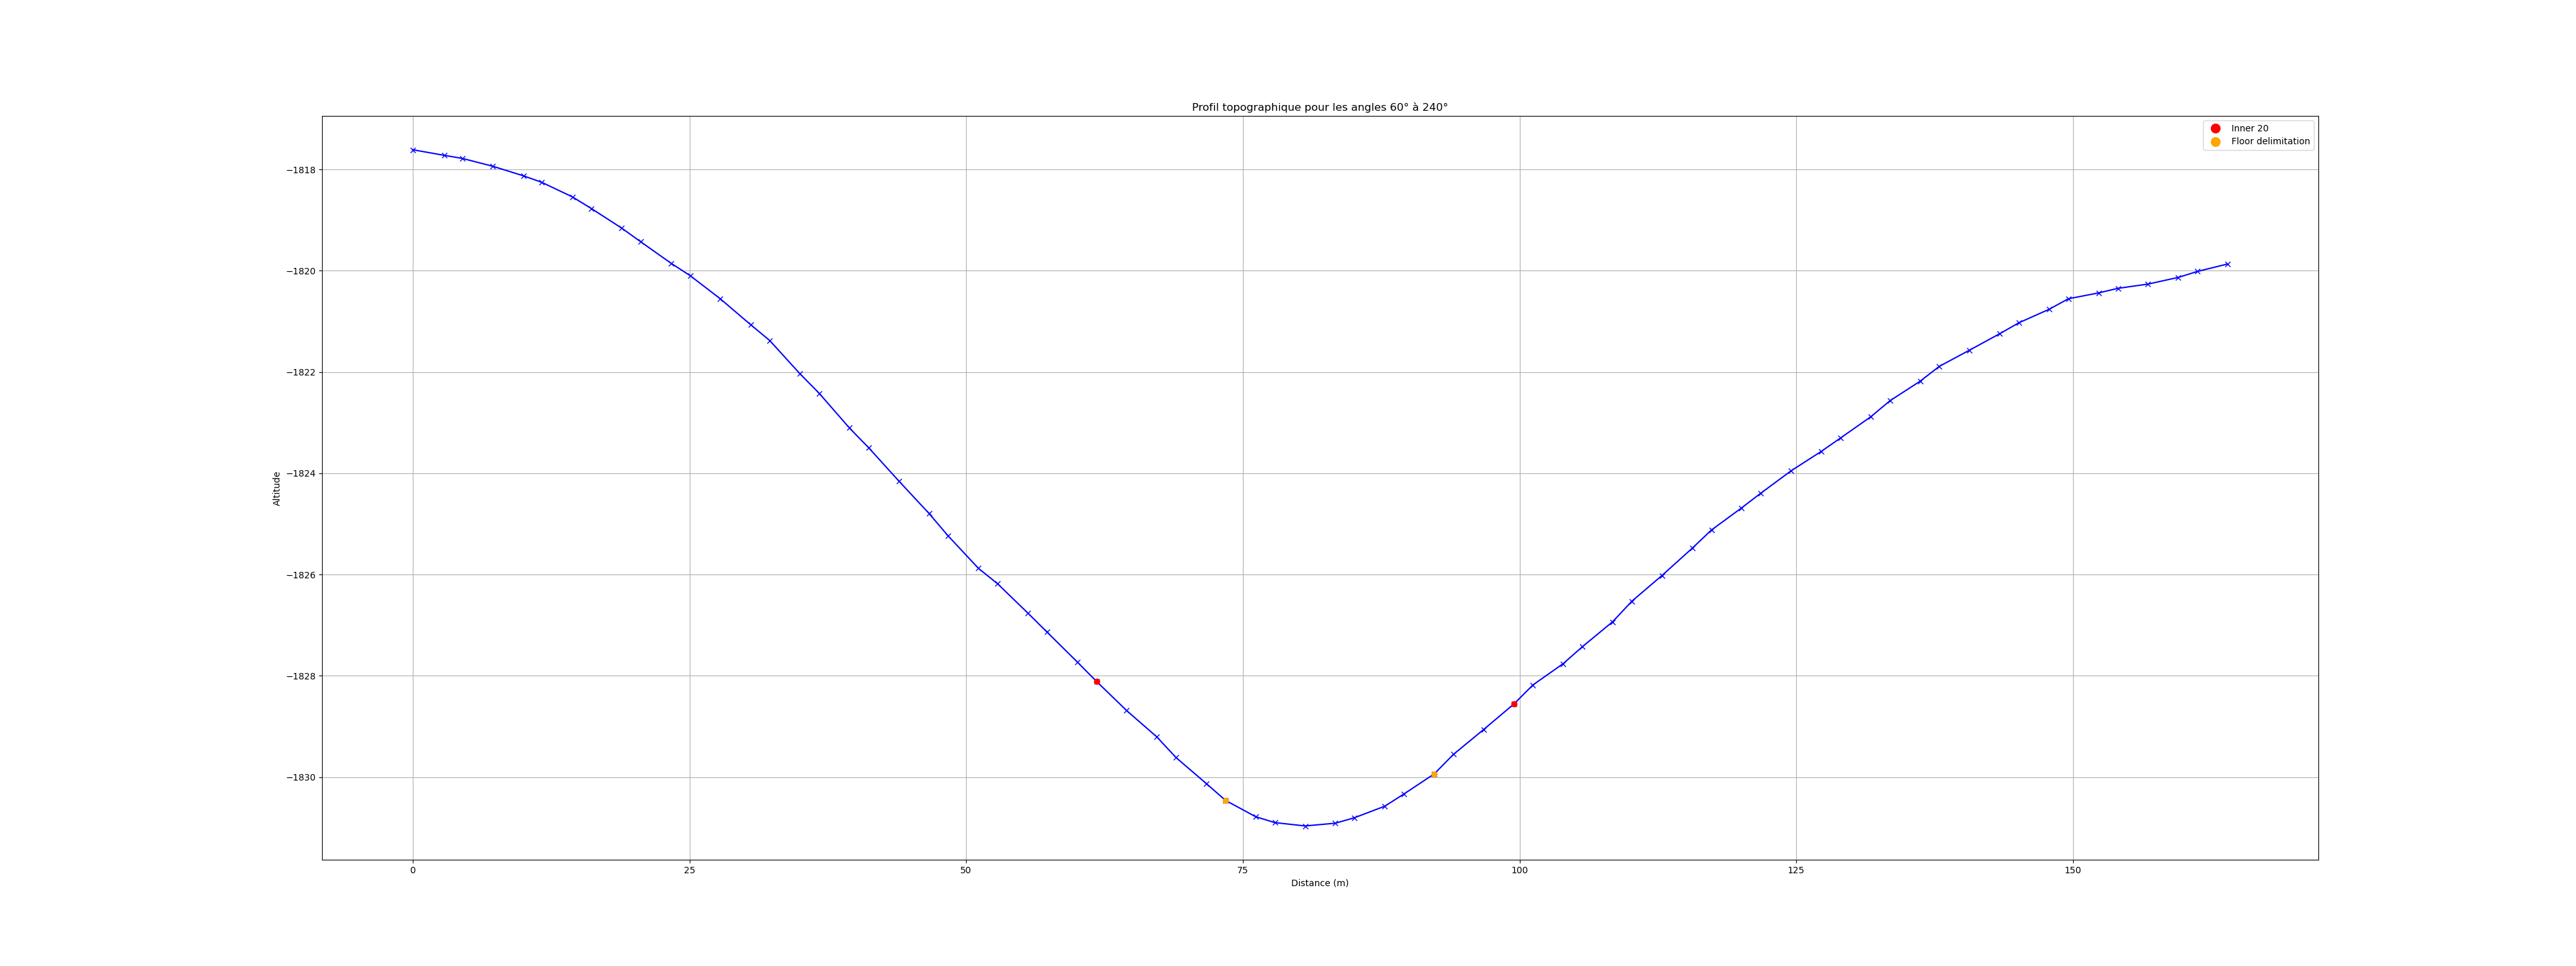 Profil topographique pour les angles 60° à 240°
Inner 20
Floor delimitation
−1818
−1820
−1822
−1824
−1826
−1828
−1830
Altitude
0
25
50
75
100
125
150
Distance (m)